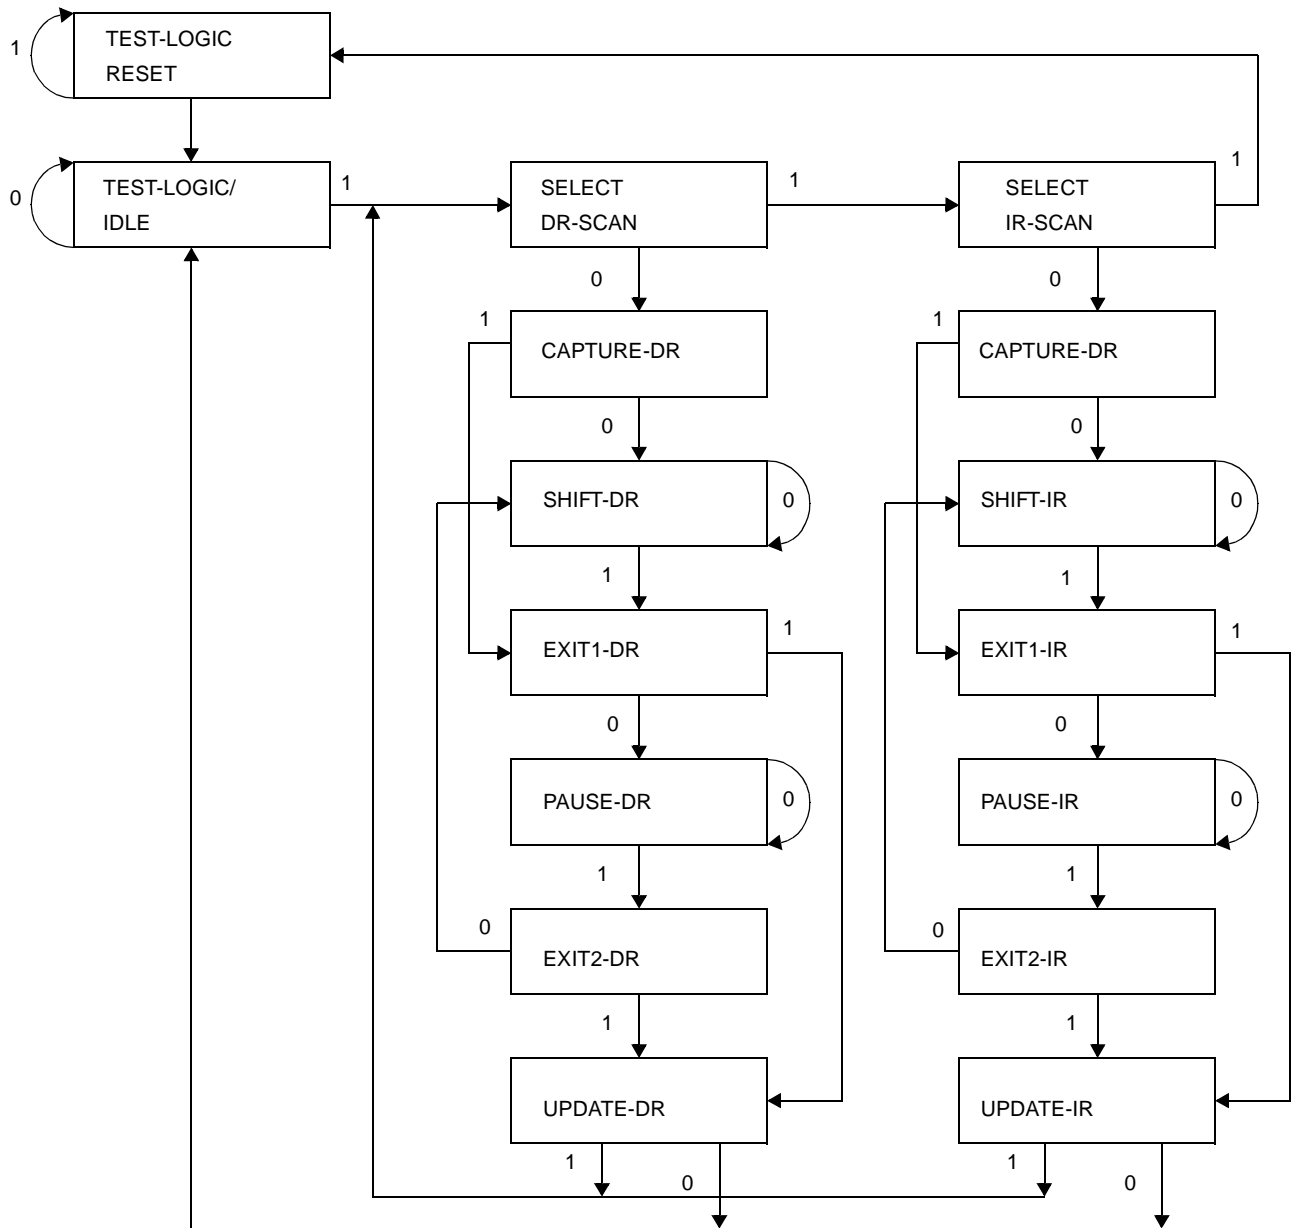 1
TEST-LOGIC
RESET
0
TEST-LOGIC/
IDLE
1
SELECT
DR-SCAN
1
SELECT
IR-SCAN
1
0
0
1
CAPTURE-DR
1
CAPTURE-DR
0
0
SHIFT-DR
0
SHIFT-IR
0
1
1
EXIT1-DR
1
EXIT1-IR
1
0
0
PAUSE-DR
0
PAUSE-IR
0
1
1
0
EXIT2-DR
0
EXIT2-IR
1
1
UPDATE-DR
UPDATE-IR
1
0
1
0